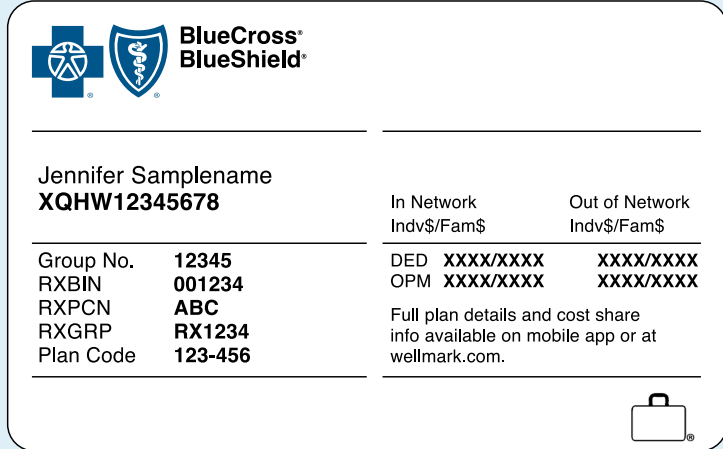 BlueCross®
BlueShield®
® ®
Jennifer Samplename
XQHW12345678
Group No. 12345
RXBIN 001234
RXPCN ABC
RXGRP RX1234
Plan Code 123-456
In Network Out of Network
Indv$/Fam$ Indv$/Fam$
DED XXXX/XXXX XXXX/XXXX
OPM XXXX/XXXX XXXX/XXXX
Full plan details and cost share
info available on mobile app or at
wellmark.com.
®